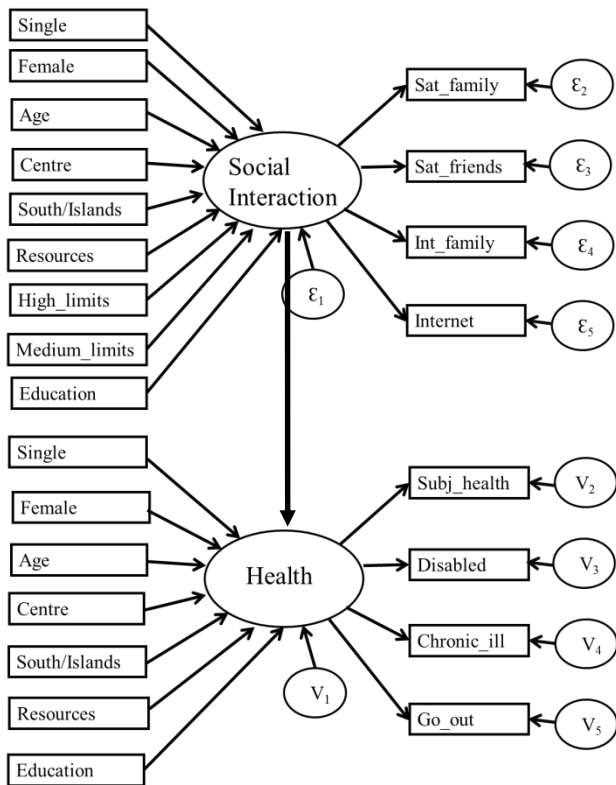 Single
Female
Age
Centre
South/Islands
Resources
High_limits
Medium_limits
Education
Social
Interaction
ε1
Sat_family
ε2
Sat_friends
ε3
Int_family
ε4
Internet
ε5
Single
Female
Age
Centre
South/Islands
Resources
Education
Health
V1
Subj_health
V2
Disabled
V3
Chronic_ill
V4
Go_out
V5